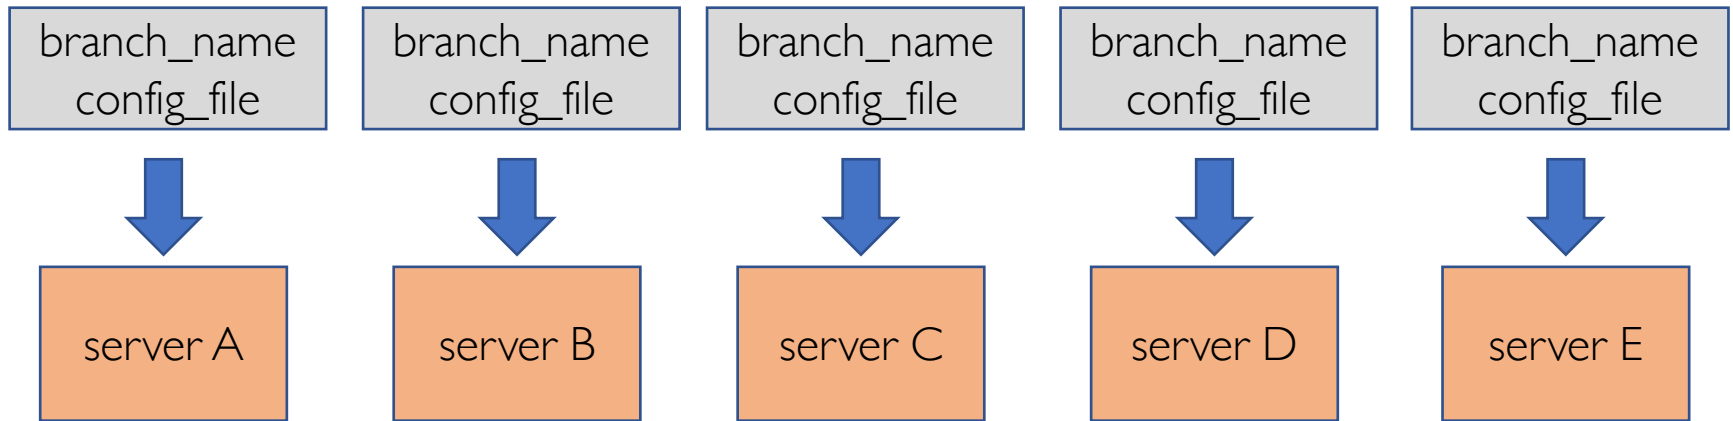 branch_name
config_file
branch_name
config_file
branch_name
config_file
branch_name
config_file
branch_name
config_file
server A
server B
server C
server D
server E